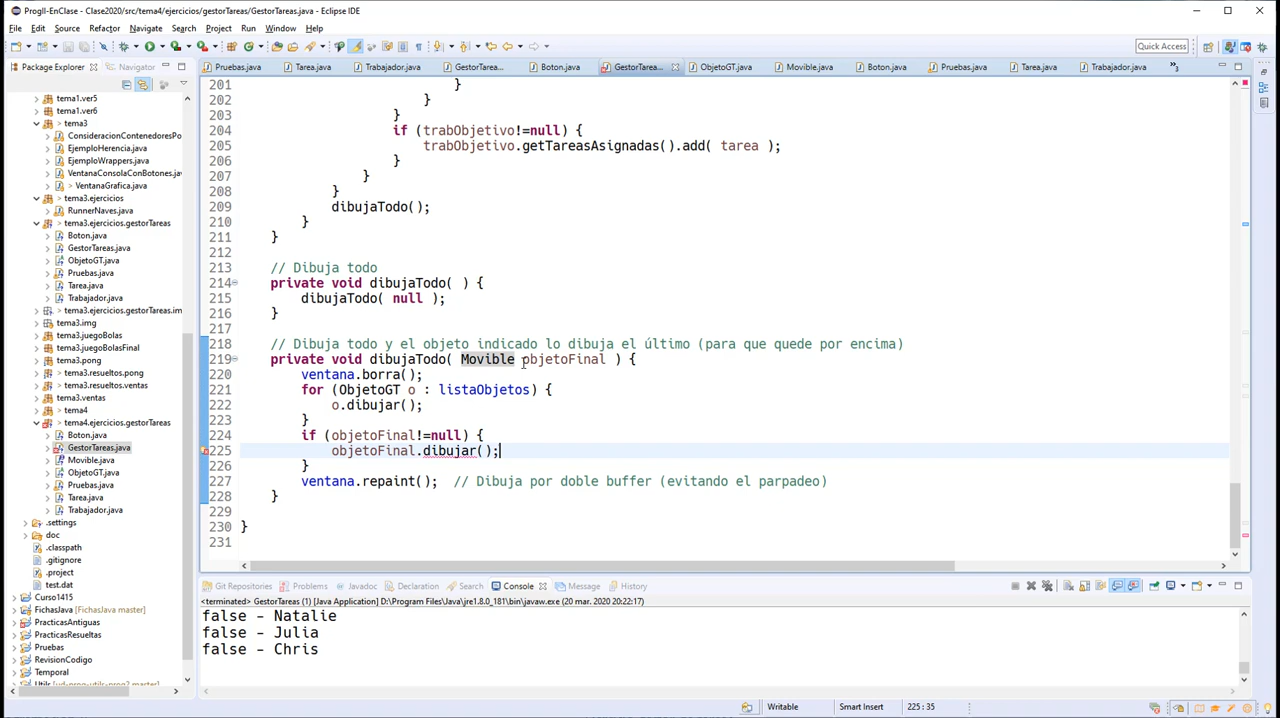 ProgII-EnClase - Clase2020/src/tema4/ejercicios/gestorTareas/GestorTareas.java - Eclipse IDE
File Edit Source Refactor Navigate Search Project Run Window Help
Quick Access
Package Explorer Navigator
Pruebas.java Tarea.java Trabajador.java GestorTarea... Boton.java GestorTarea... ObjetoGT.java Movible.java Boton.java Pruebas.java Tarea.java Trabajador.java
tema1.ver5
tema1.ver6
tema3
ConsideracionContenedoresPo
EjemploHerencia.java
EjemploWrappers.java
VentanaConsolaConBotones.java
> VentanaGrafica.java
tema3.ejercicios
RunnerNaves.java
> tema3.ejercicios.gestorTareas
Boton.java
GestorTareas.java
ObjetoGT.java
Pruebas.java
Tarea.java
Trabajador.java
> tema3.ejercicios.gestorTareas.im
tema3.img
tema3.juegoBolas
tema3.juegoBolasFinal
tema3.pong
> tema3.resueltos.pong
tema3.resueltos.ventas
tema3.ventas
> tema4
> tema4.ejercicios.gestorTareas
Boton.java
GestorTareas.java
Movible.java
ObjetoGT.java
Pruebas.java
Tarea.java
Trabajador.java
.settings
doc
.classpath
.gitignore
.project
test.dat
Curso1415
FichasJava [FichasJava master]
PracticasAntiguas
PracticasResueltas
Pruebas
RevisionCodigo
Temporal
Utils [ud-prog-utils-prog2 master]
201 }
202 }
203 }
204 if (trabObjetivo!=null) {
205 trabObjetivo.getTareasAsignadas().add( tarea );
206 }
207 }
208 }
209 dibujaTodo();
210 }
211 }
212
213 // Dibuja todo
214 private void dibujaTodo( ) {
215 dibujaTodo( null );
216 }
217
218 // Dibuja todo y el objeto indicado lo dibuja el último (para que quede por encima)
219 private void dibujaTodo( Movible objetoFinal ) {
220 ventana.borra();
221 for (ObjetoGT o : listaObjetos) {
222 o.dibujar();
223 }
224 if (objetoFinal!=null) {
225 objetoFinal.dibujar();
226 }
227 ventana.repaint(); // Dibuja por doble buffer (evitando el parpadeo)
228 }
229
230 }
231
Git Repositories Problems Javadoc Declaration Search Console Message History
<terminated> GestorTareas (1) [Java Application] D:\Program Files\Java\jre1.8.0_181\bin\javaw.exe (20 mar. 2020 20:22:17)
false - Natalie
false - Julia
false - Chris
Writable Smart Insert 225 : 35